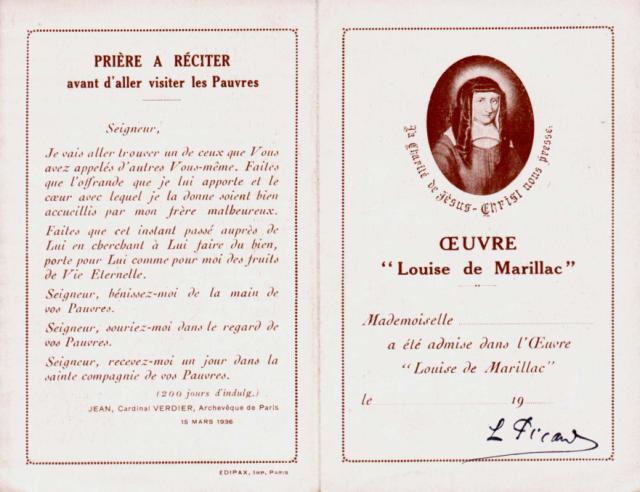 PRIÈRE A RÉCITER
avant d'aller visiter les Pauvres
Seigneur,
Je vais aller trouver un de ceux que Vous
avez appelés d'autres Vous-même. Faites
que l'offrande que je lui apporte et le
cœur avec lequel je la donne soient bien
accueillis par mon frère malheureux.
Faites que cet instant passé auprès de
Lui en cherchant à Lui faire du bien,
porte pour Lui comme pour moi des fruits
de Vie Eternelle.
Seigneur, bénissez-moi de la main de
vos Pauvres.
Seigneur, souriez-moi dans le regard de
vos Pauvres.
Seigneur, recevez-moi un jour dans la
sainte compagnie de vos Pauvres.
(200 jours d'indulg.)
JEAN, Cardinal VERDIER, Archevêque de Paris
15 MARS 1936
EDIPAX, IMP. PARIS
La Charité de Jésus-Christ nous presse.
ŒUVRE
"Louise de Marillac"
Mademoiselle
a été admise dans l'Œuvre
"Louise de Marillac"
le 19
L Picard